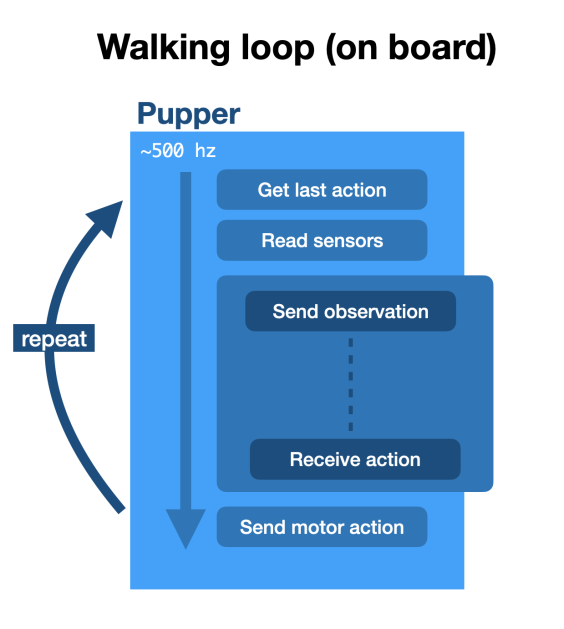 Walking loop (on board)
Pupper
~500 hz
Get last action
Read sensors
Send observation
repeat
Receive action
Send motor action